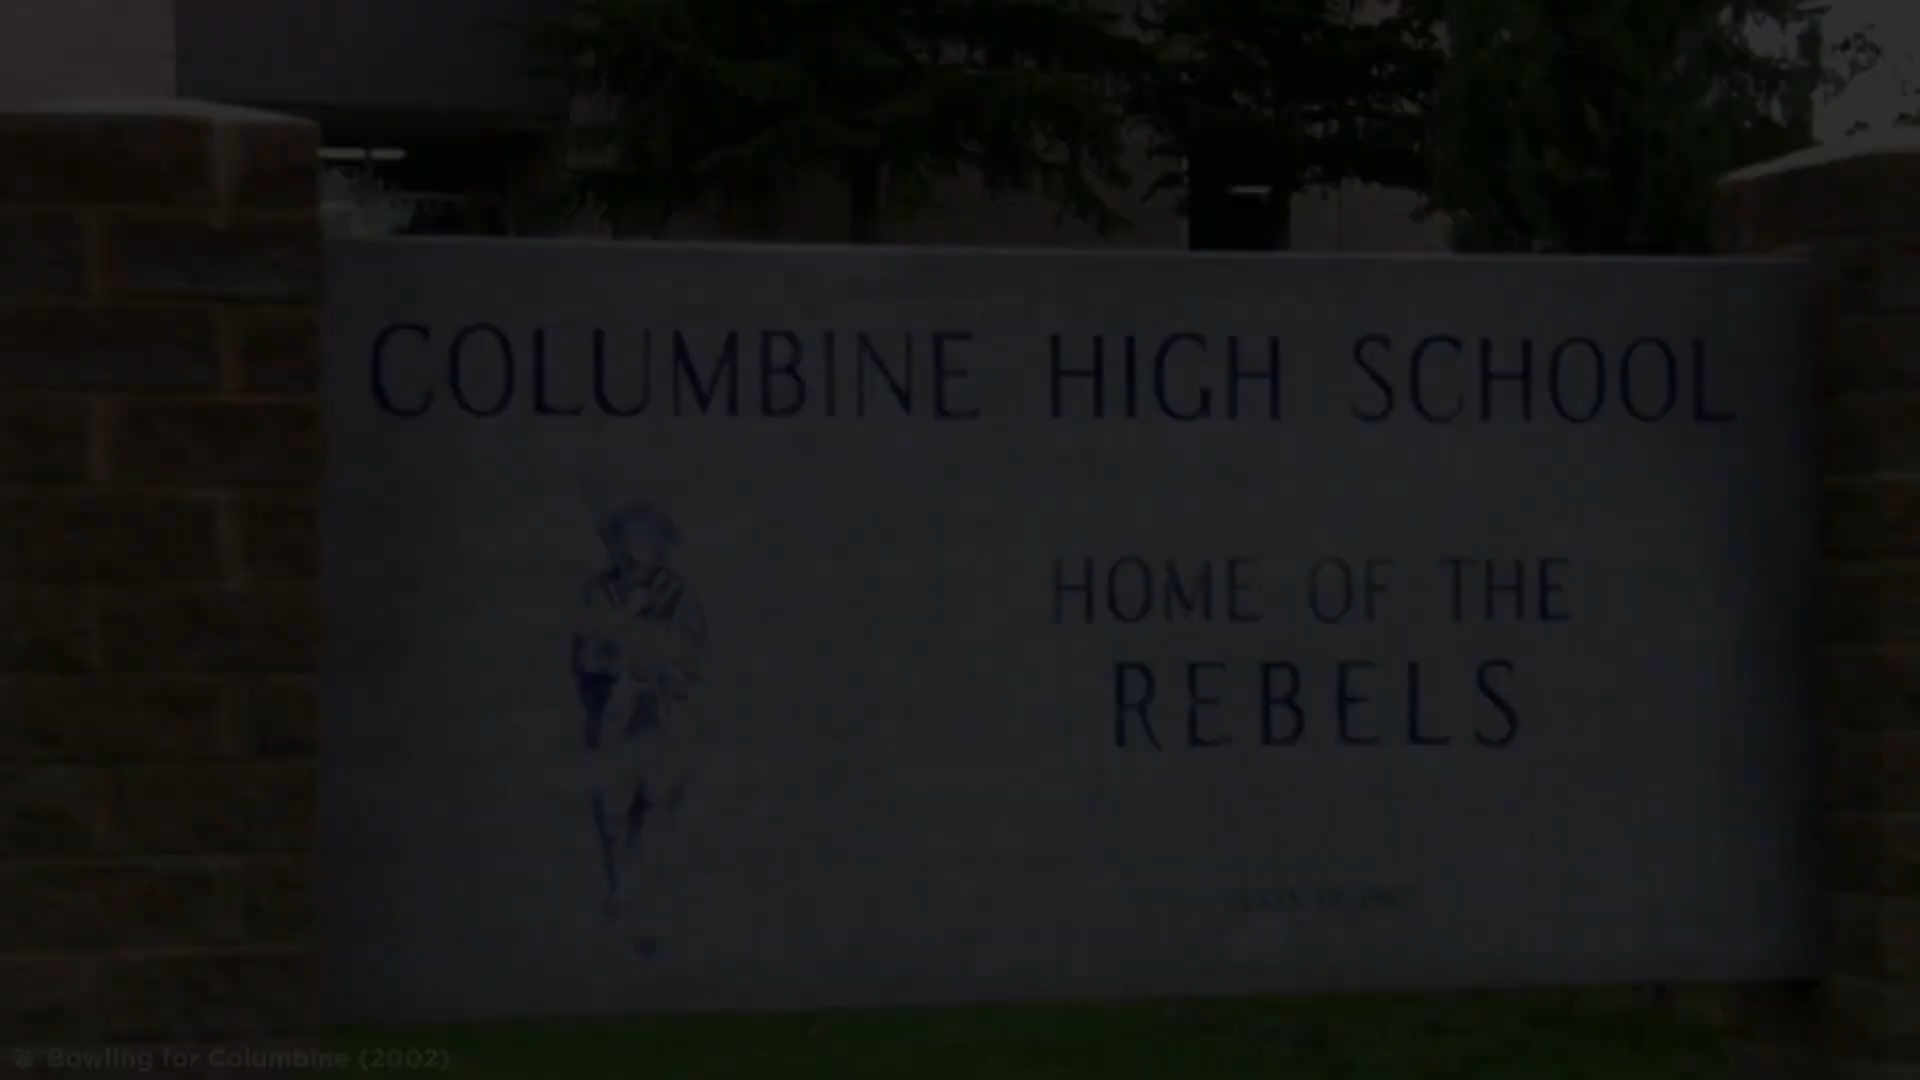 COLUMBINE HIGH SCHOOL
HOME OF THE
REBELS
Bowling for Columbine (2002)